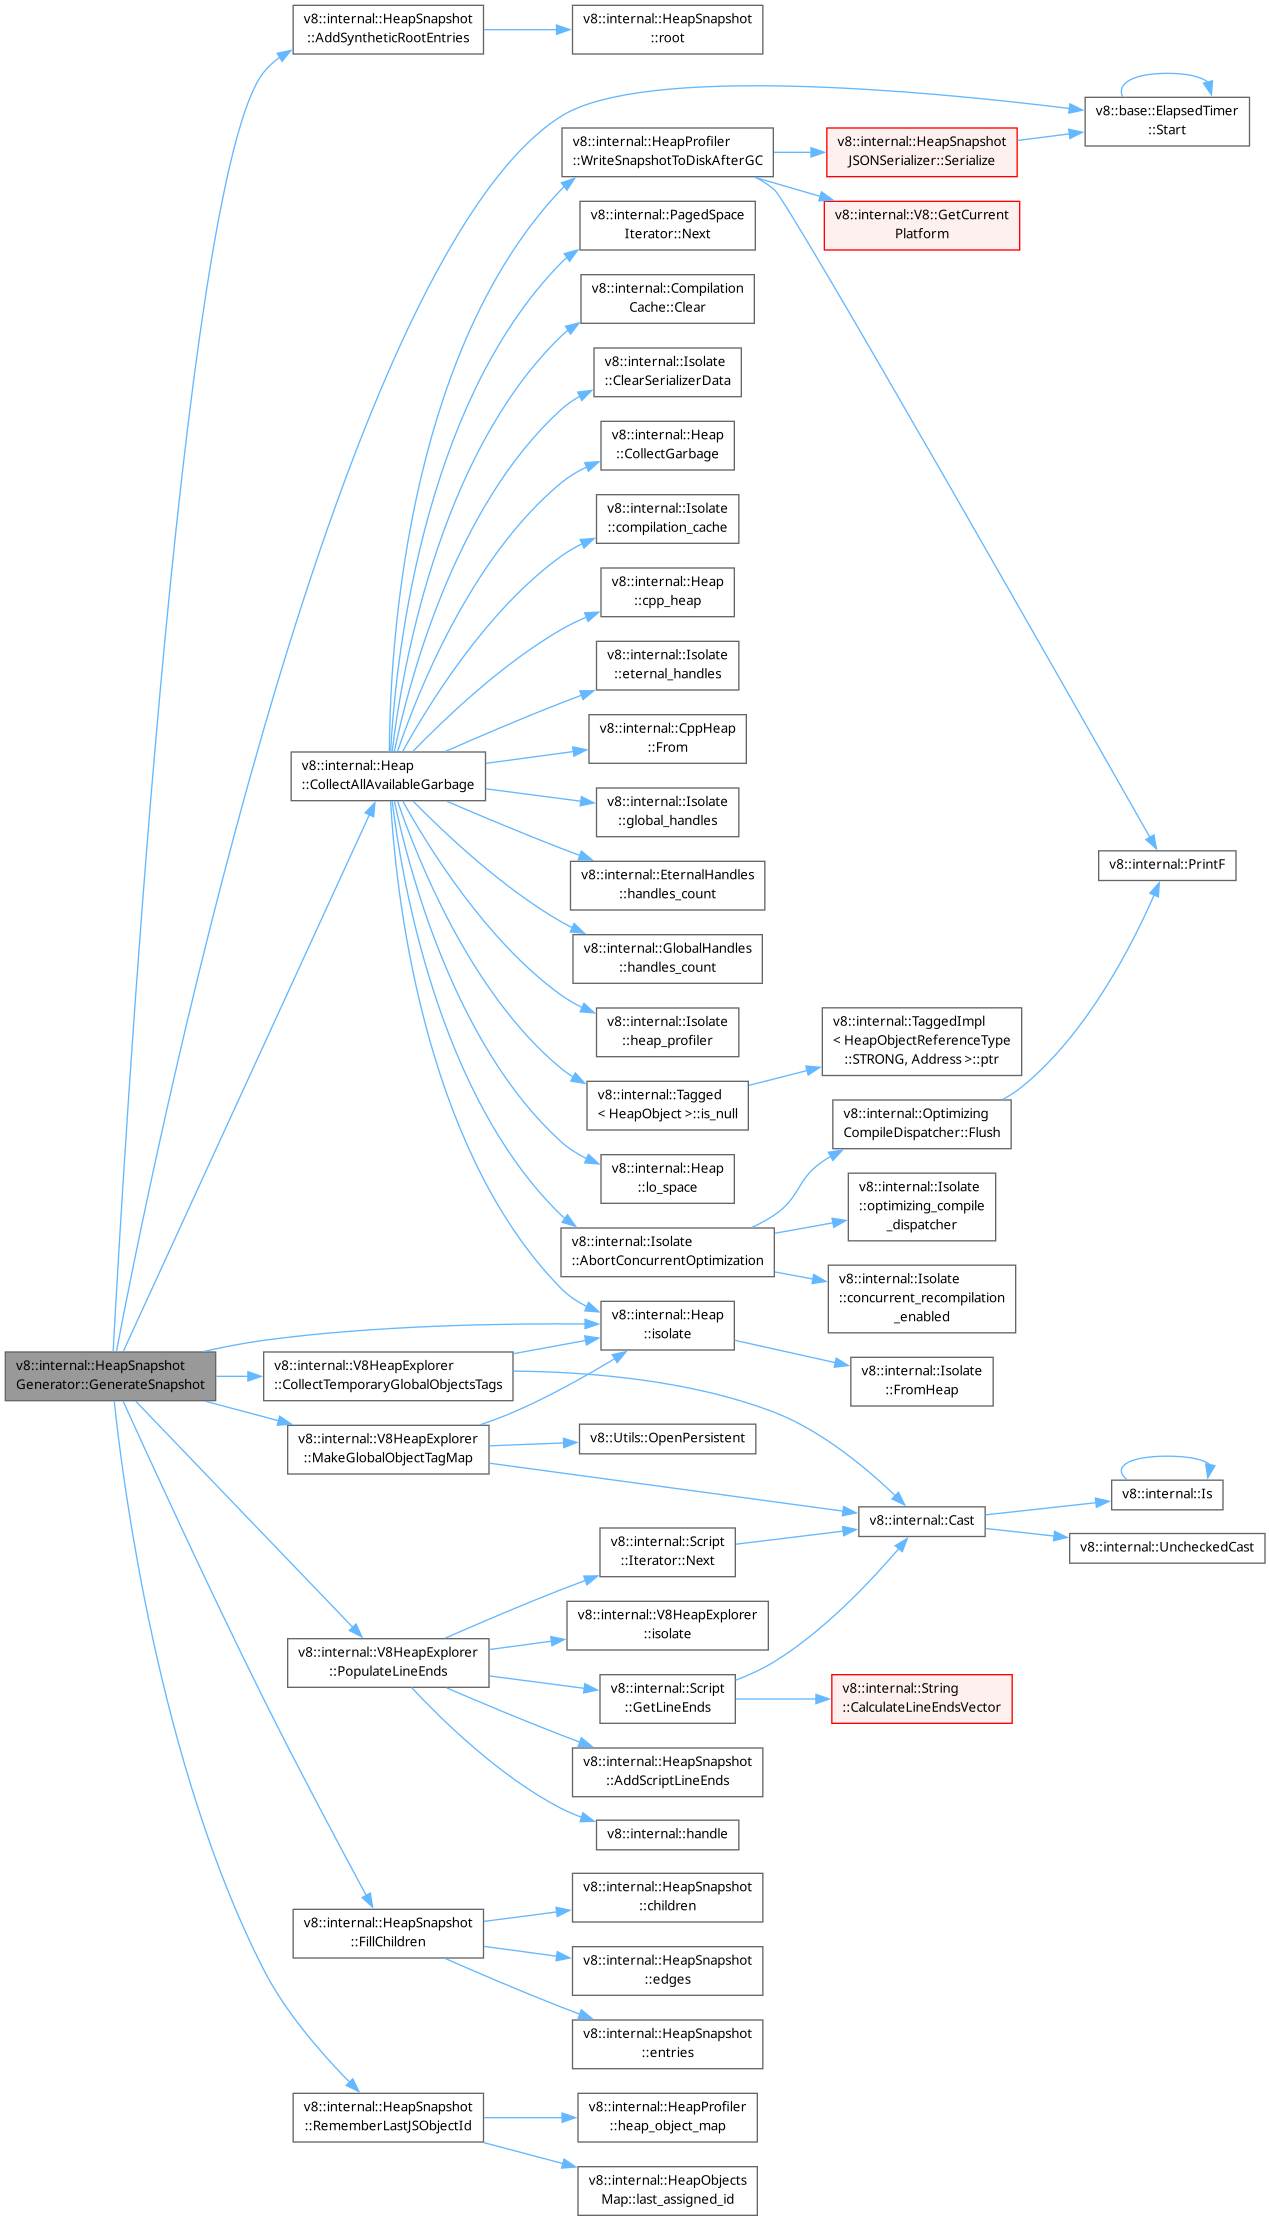 v8::internal::HeapSnapshot
::AddSyntheticRootEntries
v8::internal::HeapSnapshot
::root
v8::base::ElapsedTimer
::Start
v8::internal::HeapProfiler
::WriteSnapshotToDiskAfterGC
v8::internal::HeapSnapshot
JSONSerializer::Serialize
v8::internal::PagedSpace
Iterator::Next
v8::internal::V8::GetCurrent
Platform
v8::internal::Compilation
Cache::Clear
v8::internal::Isolate
::ClearSerializerData
v8::internal::Heap
::CollectGarbage
v8::internal::Isolate
::compilation_cache
v8::internal::Heap
::cpp_heap
v8::internal::Isolate
::eternal_handles
v8::internal::CppHeap
::From
v8::internal::Heap
::CollectAllAvailableGarbage
v8::internal::Isolate
::global_handles
v8::internal::PrintF
v8::internal::EternalHandles
::handles_count
v8::internal::GlobalHandles
::handles_count
v8::internal::Isolate
::heap_profiler
v8::internal::TaggedImpl
< HeapObjectReferenceType
::STRONG, Address >::ptr
v8::internal::Tagged
< HeapObject >::is_null
v8::internal::Optimizing
CompileDispatcher::Flush
v8::internal::Heap
::lo_space
v8::internal::Isolate
::optimizing_compile
_dispatcher
v8::internal::Isolate
::AbortConcurrentOptimization
v8::internal::Isolate
::concurrent_recompilation
_enabled
v8::internal::Heap
::isolate
v8::internal::HeapSnapshot
Generator::GenerateSnapshot
v8::internal::V8HeapExplorer
::CollectTemporaryGlobalObjectsTags
v8::internal::Isolate
::FromHeap
v8::internal::V8HeapExplorer
::MakeGlobalObjectTagMap
v8::Utils::OpenPersistent
v8::internal::Is
v8::internal::Cast
v8::internal::UncheckedCast
v8::internal::Script
::Iterator::Next
v8::internal::V8HeapExplorer
::isolate
v8::internal::V8HeapExplorer
::PopulateLineEnds
v8::internal::Script
::GetLineEnds
v8::internal::String
::CalculateLineEndsVector
v8::internal::HeapSnapshot
::AddScriptLineEnds
v8::internal::handle
v8::internal::HeapSnapshot
::children
v8::internal::HeapSnapshot
::FillChildren
v8::internal::HeapSnapshot
::edges
v8::internal::HeapSnapshot
::entries
v8::internal::HeapSnapshot
::RememberLastJSObjectId
v8::internal::HeapProfiler
::heap_object_map
v8::internal::HeapObjects
Map::last_assigned_id